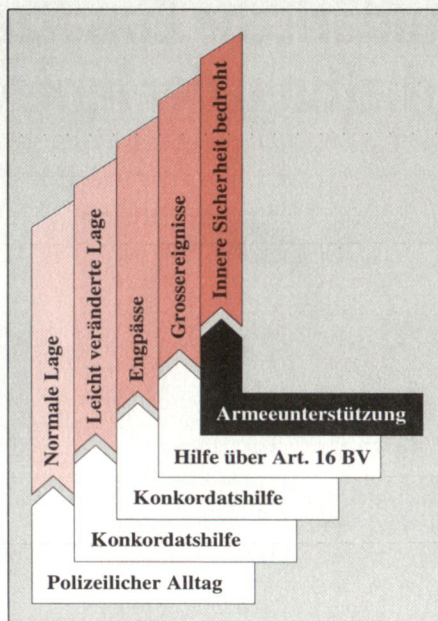 Normale Lage
Leicht veränderte Lage
Engpässe
Grossereignisse
Innere Sicherheit bedroht
Armeeunterstützung
Hilfe über Art. 16 BV
Konkordatshilfe
Konkordatshilfe
Polizeilicher Alltag